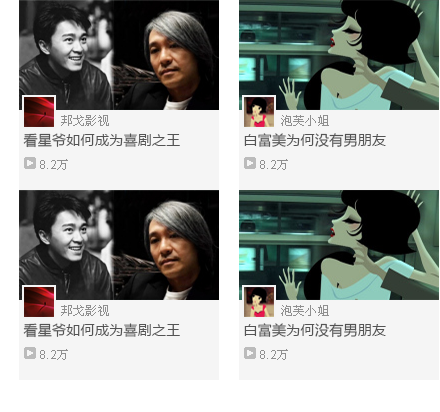 邦戈影视
看星爷如何成为喜剧之王
8.2万
泡芙小姐
白富美为何没有男朋友
8.2万
邦戈影视
看星爷如何成为喜剧之王
8.2万
泡芙小姐
白富美为何没有男朋友
8.2万